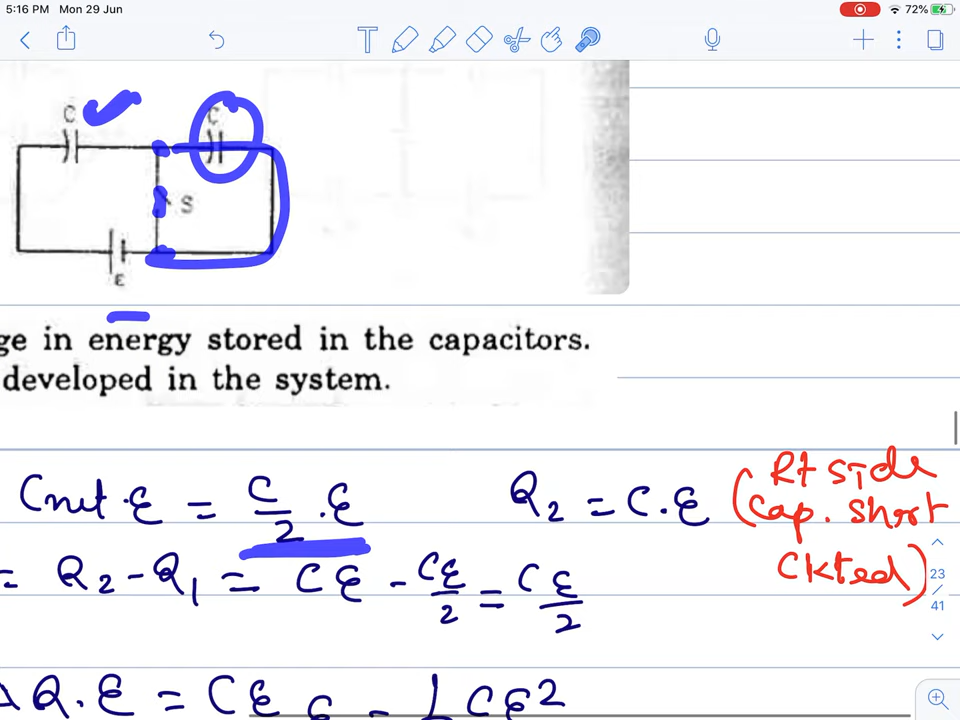 5:16 PM Mon 29 Jun
72%
C
C
S
ε
ge in energy stored in the capacitors.
developed in the system.
Cnet.ε = C/2 .ε
Q2 = C.ε (Rt side
Cap. short
Ckted)
= Q2 - Q1 = Cε - Cε/2 = Cε/2
23
/
41
ΔQ.ε = Cε